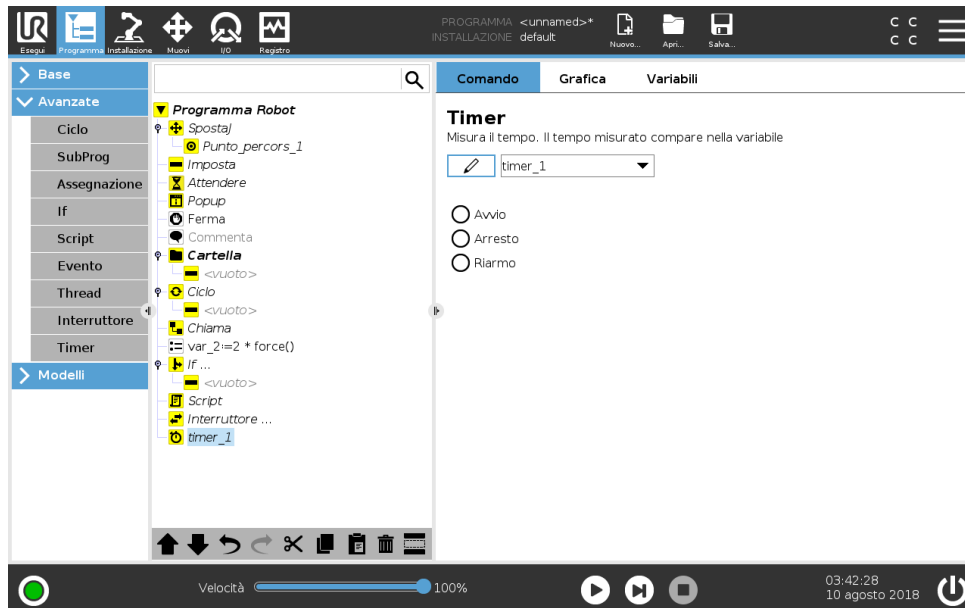 PROGRAMMA <unnamed>*
INSTALLAZIONE default
UR
Esegui
Programma
Installazione
Muovi
I/O
Registro
Nuovo...
Apri...
Salva...
C C
C C
Base
Avanzate
Ciclo
SubProg
Assegnazione
If
Script
Evento
Thread
Interruttore
Timer
Modelli
Programma Robot
SpostaJ
Punto_percors_1
Imposta
Attendere
Popup
Ferma
Commenta
Cartella
<vuoto>
Ciclo
<vuoto>
Chiama
var_2:=2 * force()
If ...
<vuoto>
Script
Interruttore ...
timer_1
Comando
Grafica
Variabili
Timer
Misura il tempo. Il tempo misurato compare nella variabile
timer_1
Avvio
Arresto
Riarmo
Velocità
100%
03:42:28
10 agosto 2018